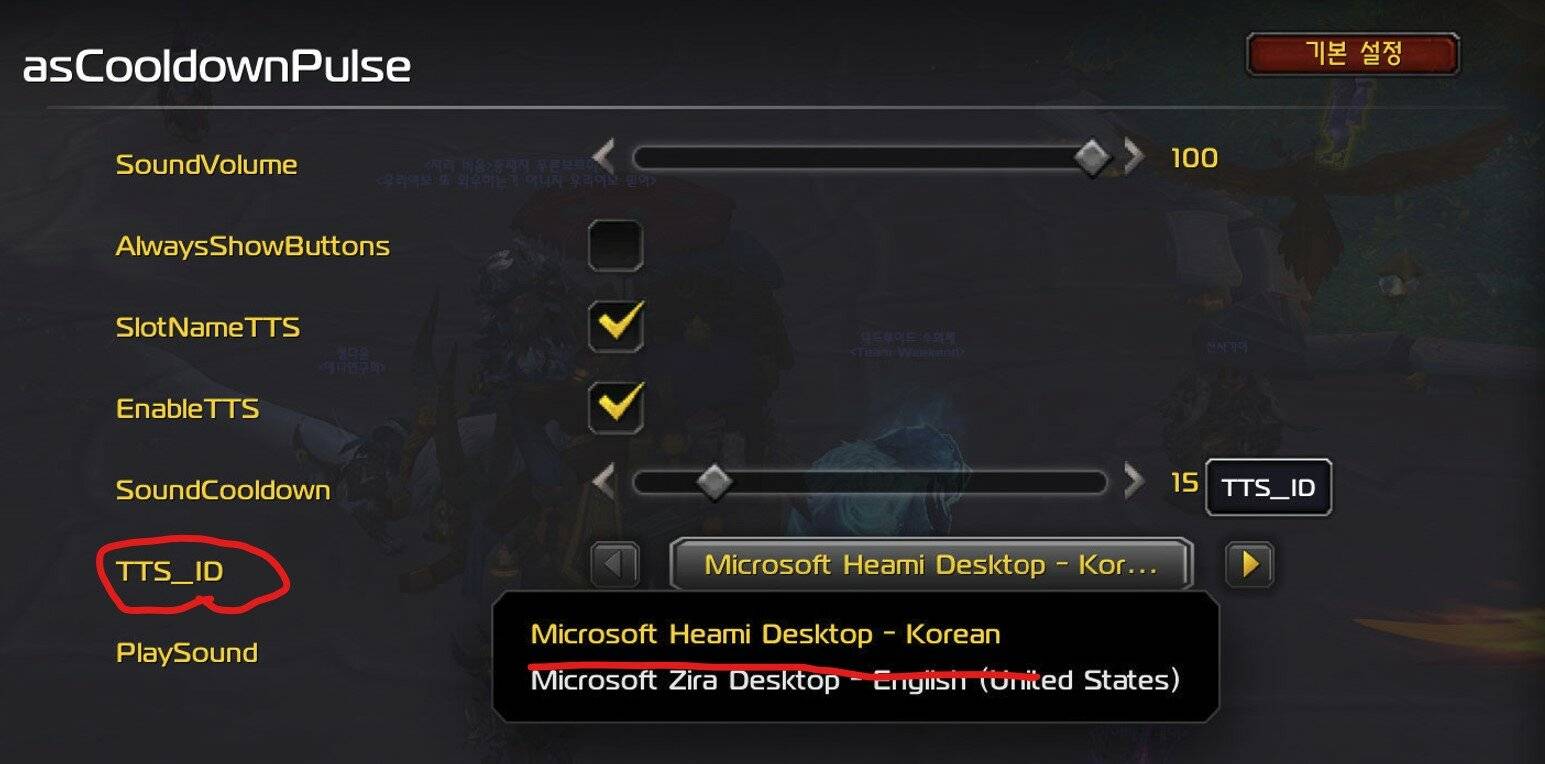 asCooldownPulse
기본 설정
SoundVolume
100
AlwaysShowButtons
SlotNameTTS
EnableTTS
SoundCooldown
15
TTS_ID
TTS_ID
Microsoft Heami Desktop - Kor...
Microsoft Heami Desktop - Korean
PlaySound
Microsoft Zira Desktop - English (United States)